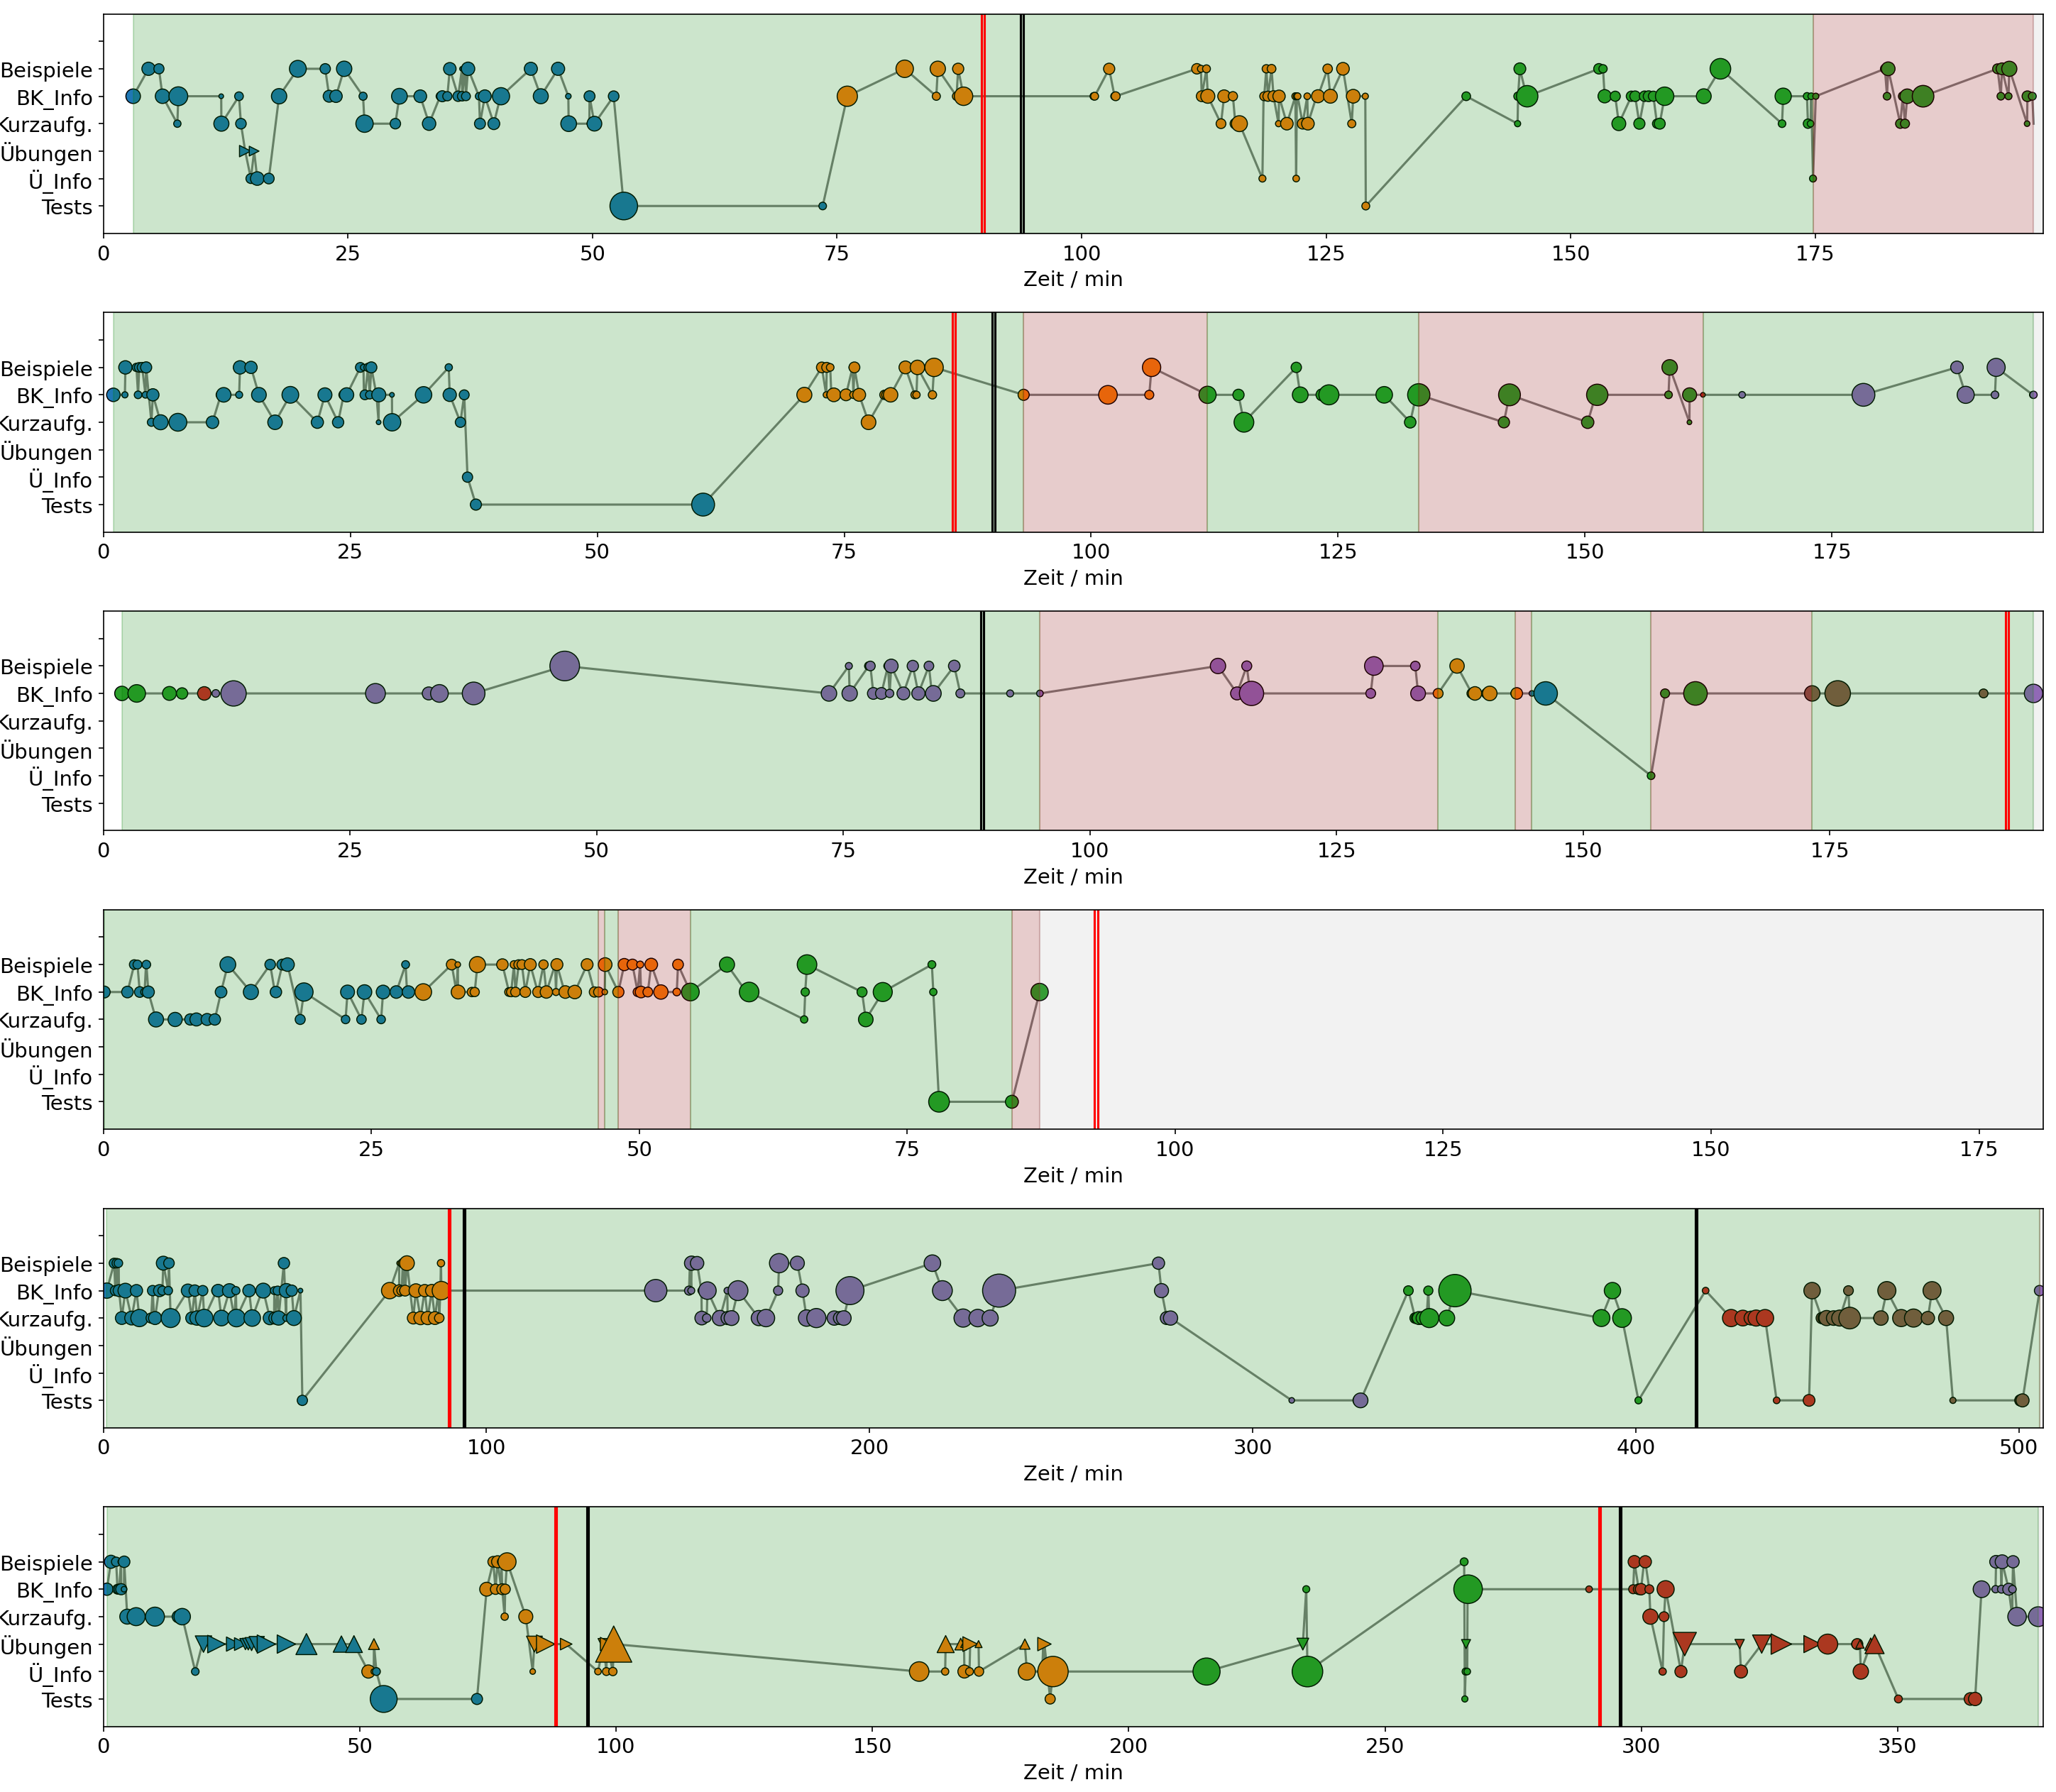 Beispiele
BK_Info
Kurzaufg.
Übungen
Ü_Info
Tests
0 25 50 75 100 125 150 175
Zeit / min
Beispiele
BK_Info
Kurzaufg.
Übungen
Ü_Info
Tests
0 25 50 75 100 125 150 175
Zeit / min
Beispiele
BK_Info
Kurzaufg.
Übungen
Ü_Info
Tests
0 25 50 75 100 125 150 175
Zeit / min
Beispiele
BK_Info
Kurzaufg.
Übungen
Ü_Info
Tests
0 25 50 75 100 125 150 175
Zeit / min
Beispiele
BK_Info
Kurzaufg.
Übungen
Ü_Info
Tests
0 100 200 300 400 500
Zeit / min
Beispiele
BK_Info
Kurzaufg.
Übungen
Ü_Info
Tests
0 50 100 150 200 250 300 350
Zeit / min